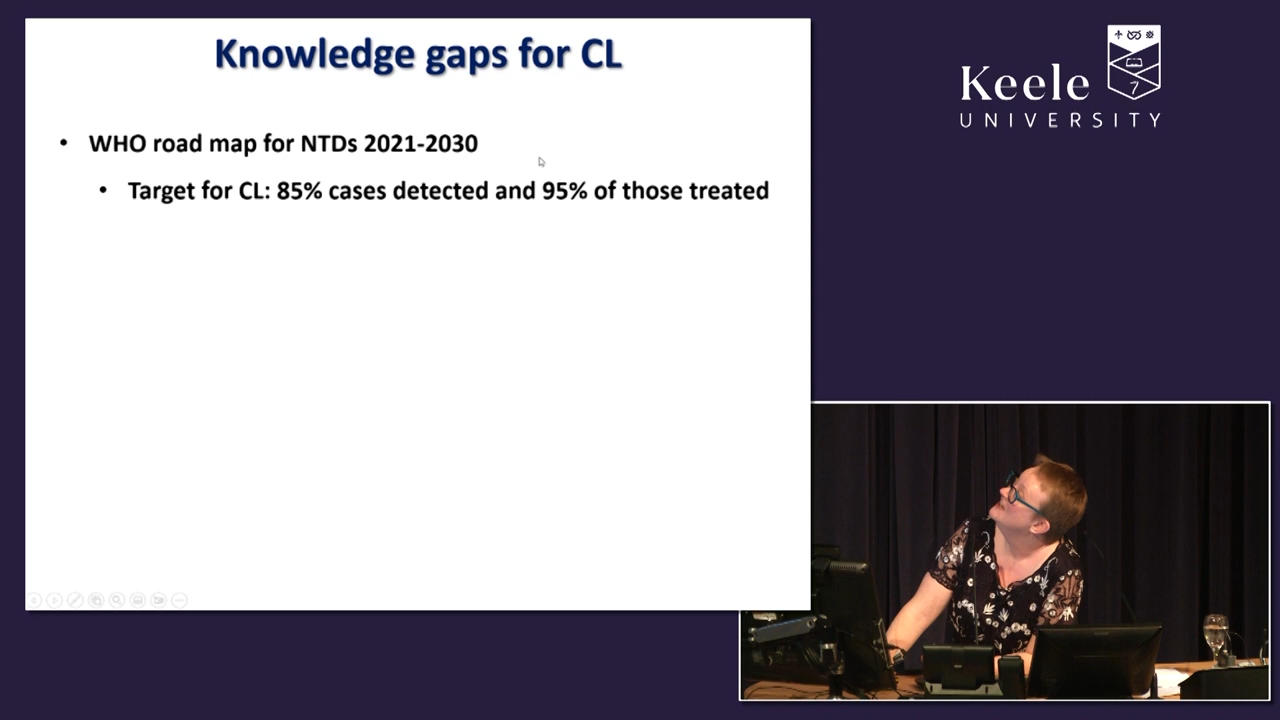 Knowledge gaps for CL
• WHO road map for NTDs 2021-2030
• Target for CL: 85% cases detected and 95% of those treated
Keele
UNIVERSITY